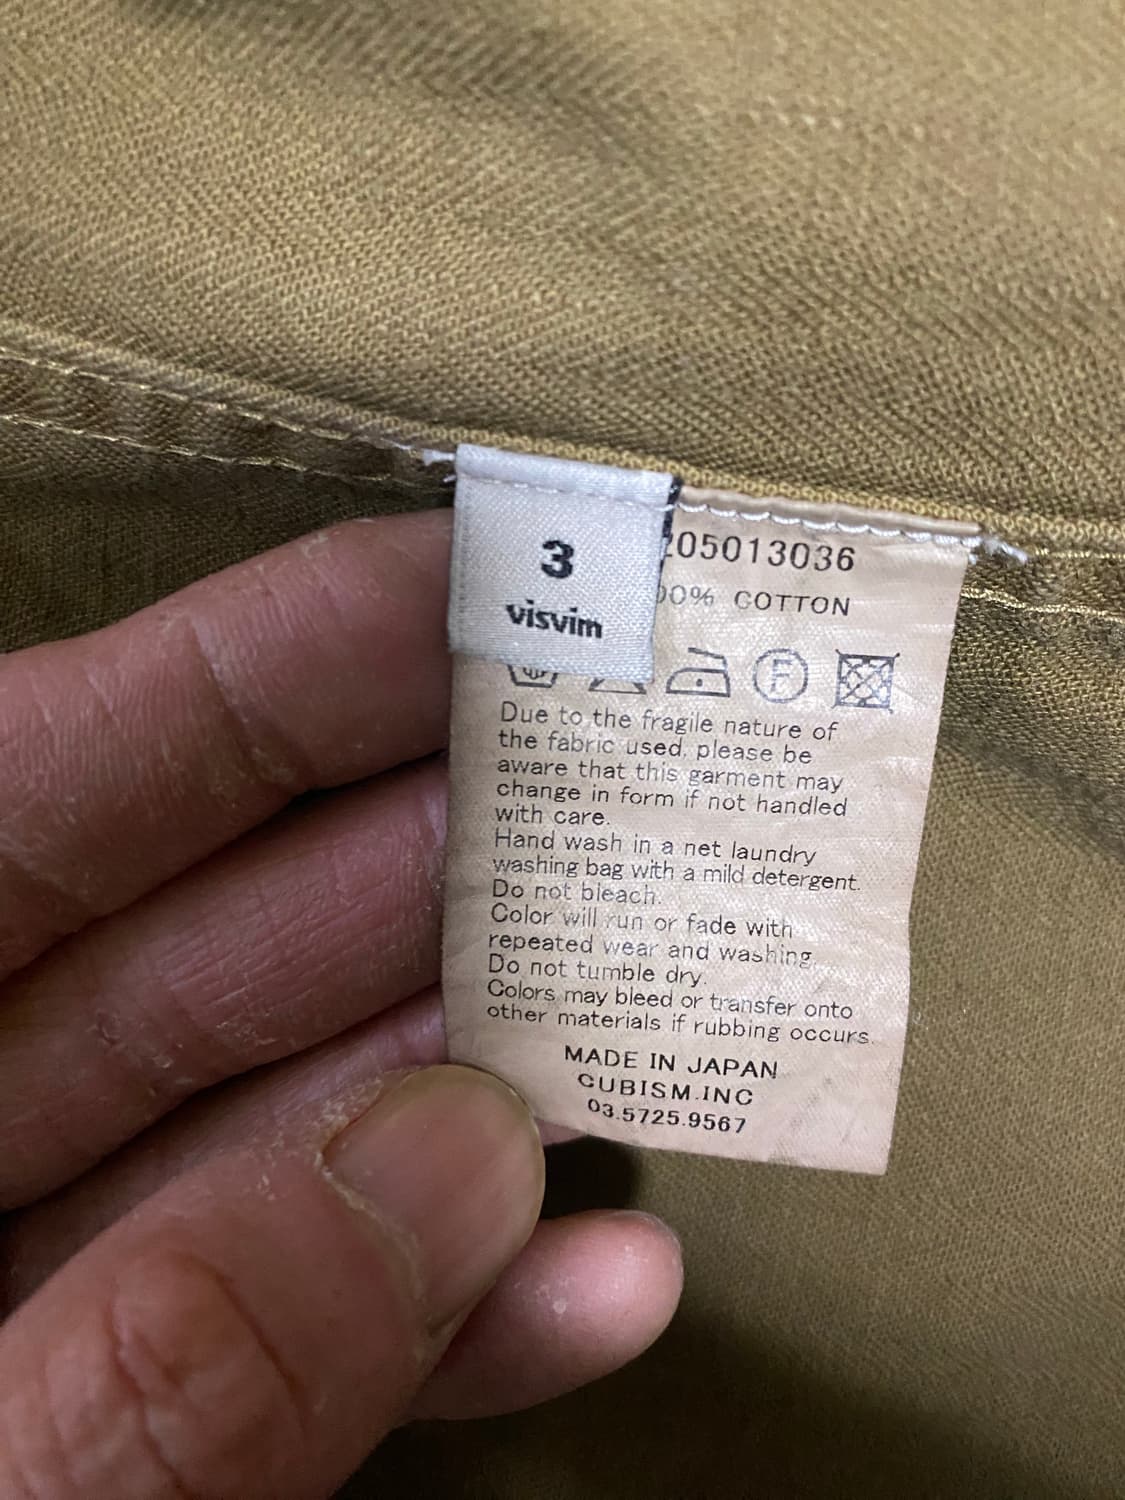 3
visvim
205013036
00% COTTON
F
Due to the fragile nature of
the fabric used, please be
aware that this garment may
change in form if not handled
with care.
Hand wash in a net laundry
washing bag with a mild detergent.
Do not bleach.
Color will run or fade with
repeated wear and washing.
Do not tumble dry.
Colors may bleed or transfer onto
other materials if rubbing occurs.
MADE IN JAPAN
CUBISM.INC
03.5725.9567